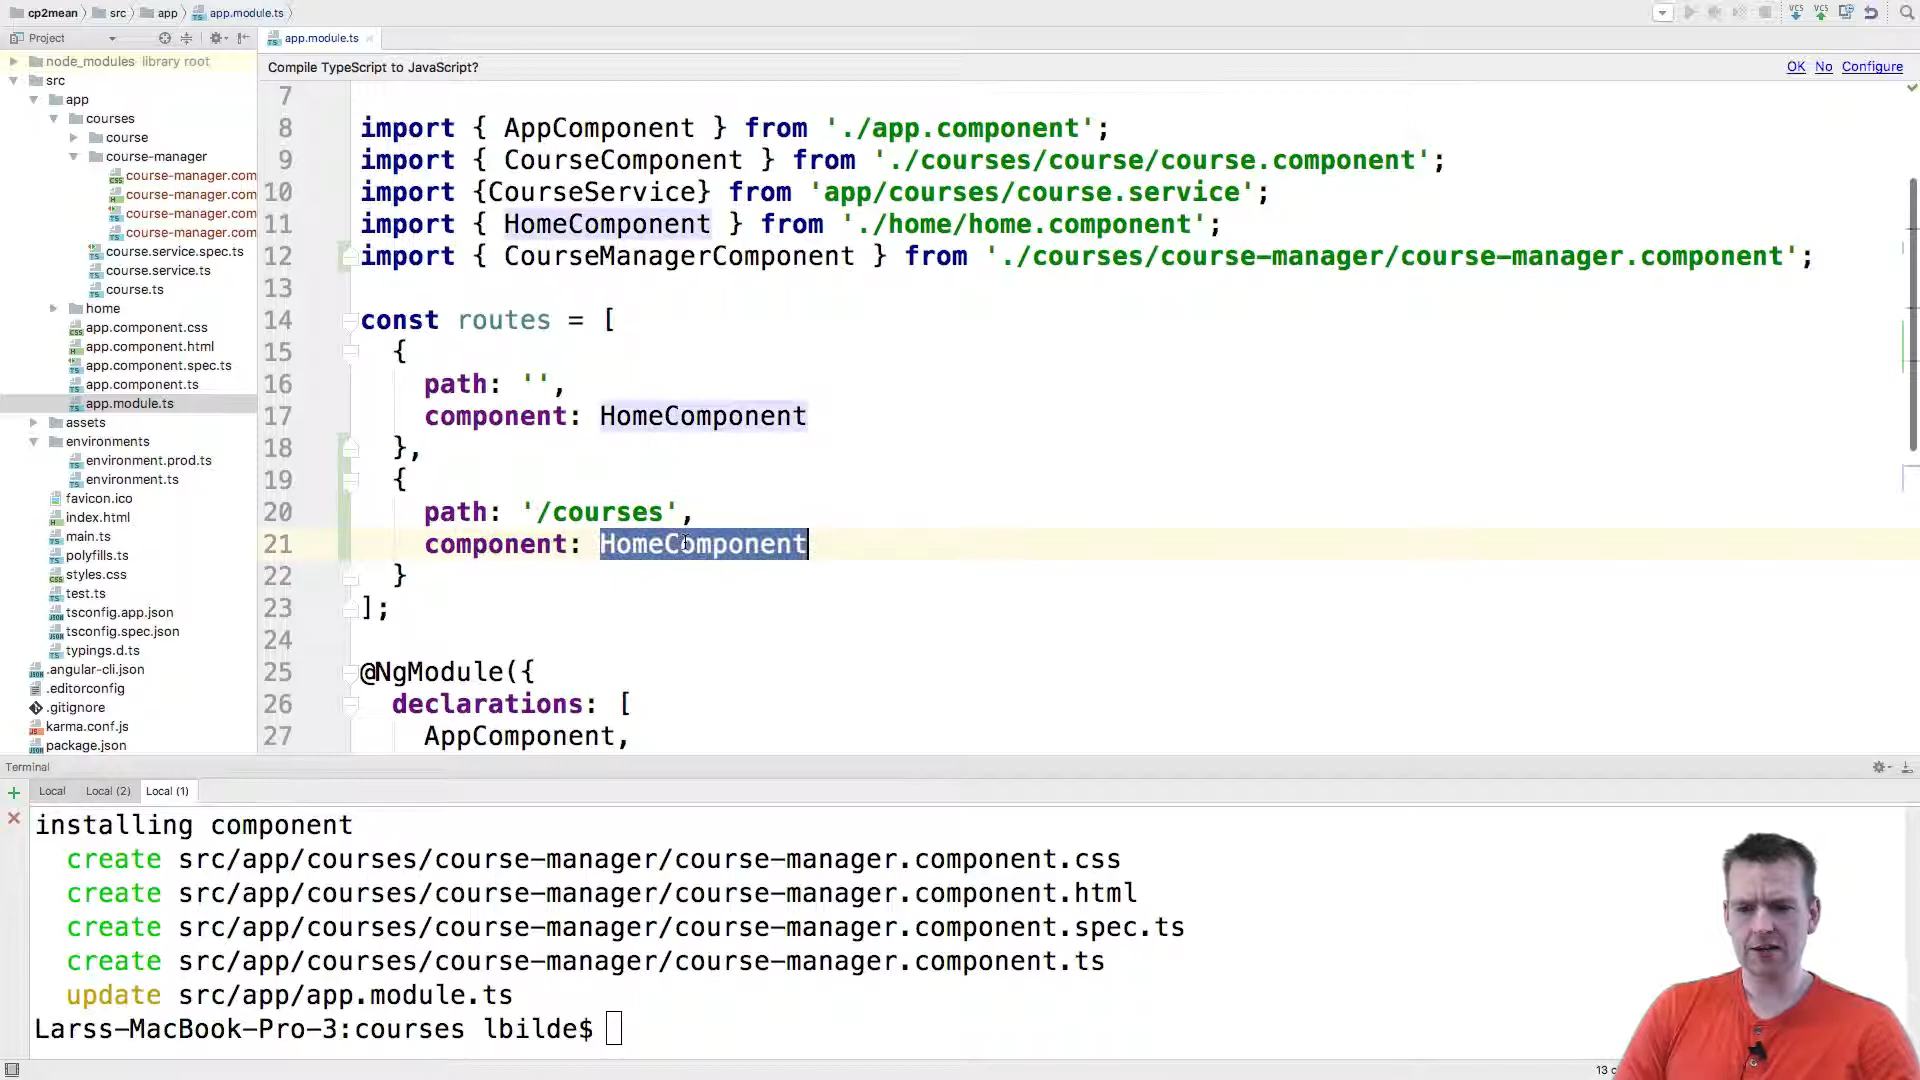 cp2mean src app app.module.ts
Project
app.module.ts
Compile TypeScript to JavaScript?
OK No Configure
node_modules library root
src
app
courses
course
course-manager
course-manager.com
course-manager.com
course-manager.com
course-manager.com
course.service.spec.ts
course.service.ts
course.ts
home
app.component.css
app.component.html
app.component.spec.ts
app.component.ts
app.module.ts
assets
environments
environment.prod.ts
environment.ts
favicon.ico
index.html
main.ts
polyfills.ts
styles.css
test.ts
tsconfig.app.json
tsconfig.spec.json
typings.d.ts
.angular-cli.json
.editorconfig
.gitignore
karma.conf.js
package.json
7
8 import { AppComponent } from './app.component';
9 import { CourseComponent } from './courses/course/course.component';
10 import {CourseService} from 'app/courses/course.service';
11 import { HomeComponent } from './home/home.component';
12 import { CourseManagerComponent } from './courses/course-manager/course-manager.component';
13
14 const routes = [
15 {
16 path: '',
17 component: HomeComponent
18 },
19 {
20 path: '/courses',
21 component: HomeComponent
22 }
23 ];
24
25 @NgModule({
26 declarations: [
27 AppComponent,
Terminal
Local Local (2) Local (1)
installing component
create src/app/courses/course-manager/course-manager.component.css
create src/app/courses/course-manager/course-manager.component.html
create src/app/courses/course-manager/course-manager.component.spec.ts
create src/app/courses/course-manager/course-manager.component.ts
update src/app/app.module.ts
Larss-MacBook-Pro-3:courses lbilde$
13 c